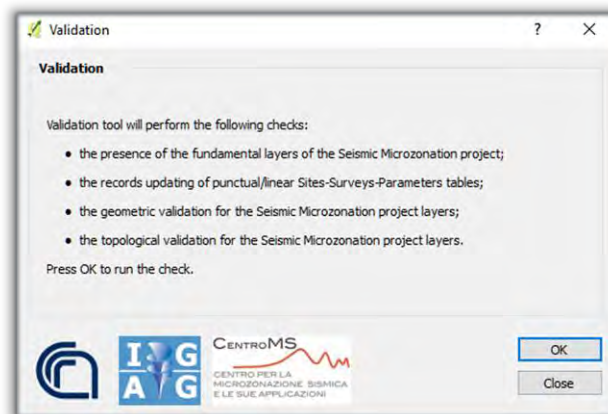 Validation
Validation
Validation tool will perform the following checks:
• the presence of the fundamental layers of the Seismic Microzonation project;
• the records updating of punctual/linear Sites-Surveys-Parameters tables;
• the geometric validation for the Seismic Microzonation project layers;
• the topological validation for the Seismic Microzonation project layers.
Press OK to run the check.
I G
A G
CENTROMS
CENTRO PER LA
MICROZONAZIONE SISMICA
E LE SUE APPLICAZIONI
OK
Close